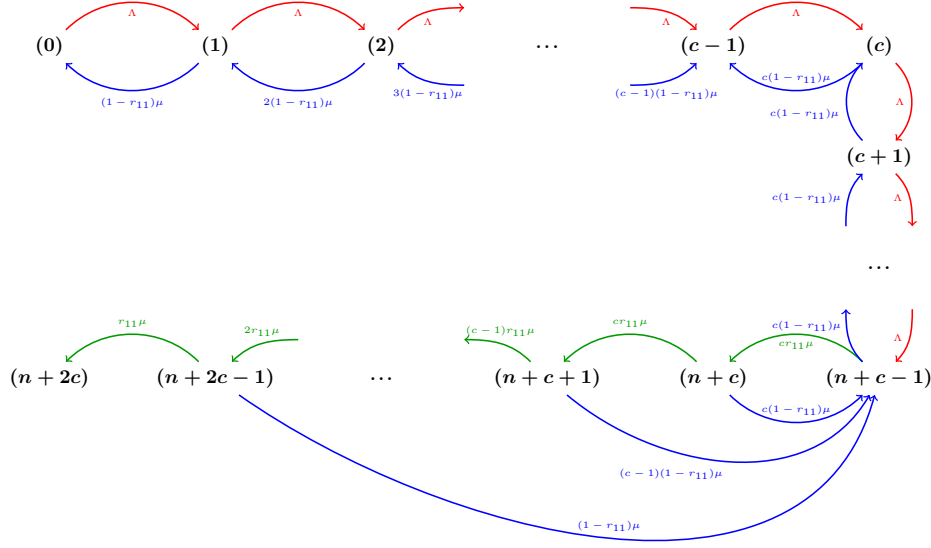 Λ Λ Λ Λ Λ
(0) (1) (2) ... (c − 1) (c)
(1 − r₁₁)μ 2(1 − r₁₁)μ 3(1 − r₁₁)μ (c − 1)(1 − r₁₁)μ c(1 − r₁₁)μ
c(1 − r₁₁)μ Λ
(c + 1)
c(1 − r₁₁)μ Λ
...
r₁₁μ 2r₁₁μ (c − 1)r₁₁μ cr₁₁μ c(1 − r₁₁)μ Λ
cr₁₁μ
(n + 2c) (n + 2c − 1) ... (n + c + 1) (n + c) (n + c − 1)
c(1 − r₁₁)μ
(c − 1)(1 − r₁₁)μ
(1 − r₁₁)μ